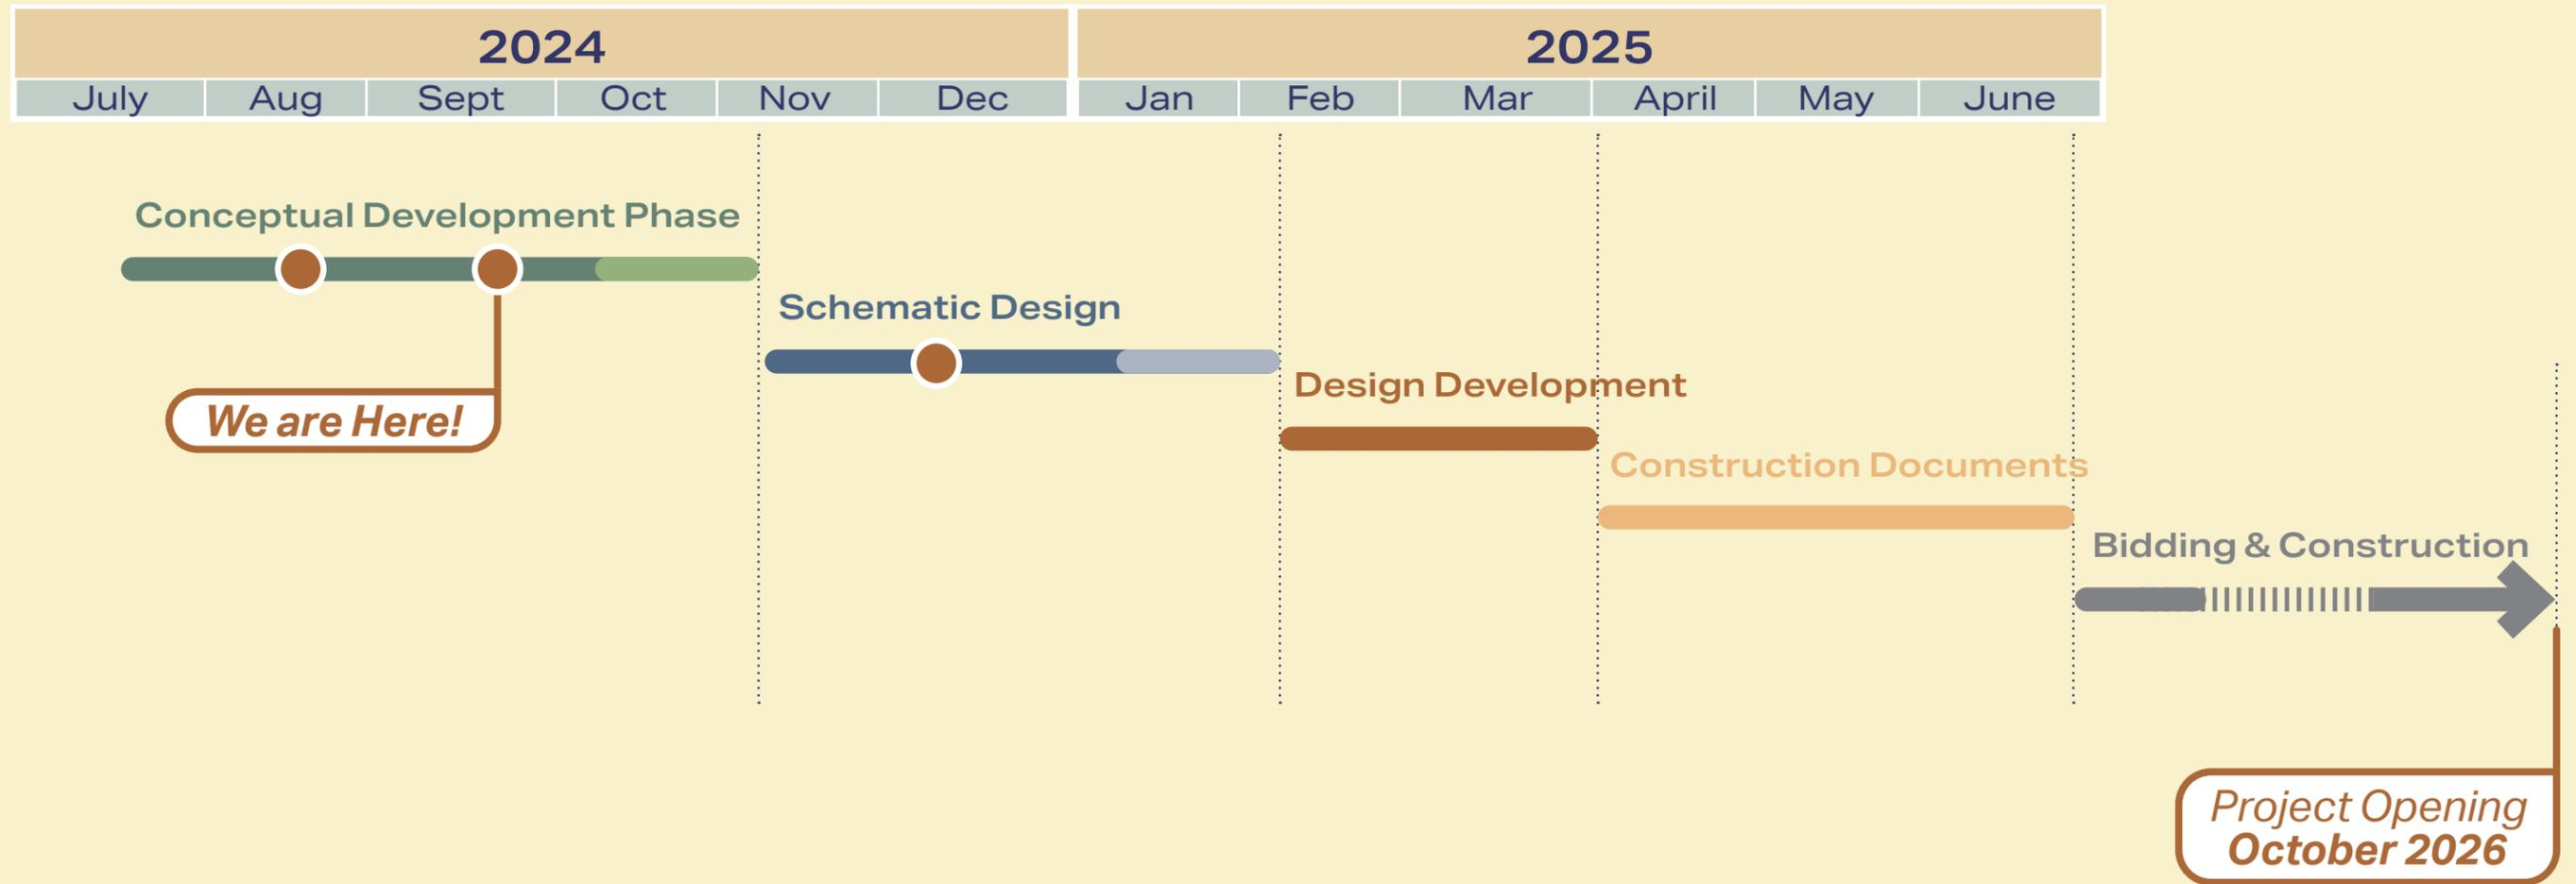 2024
2025
July
Aug
Sept
Oct
Nov
Dec
Jan
Feb
Mar
April
May
June
Conceptual Development Phase
Schematic Design
Design Development
We are Here!
Construction Documents
Bidding & Construction
Project Opening
October 2026